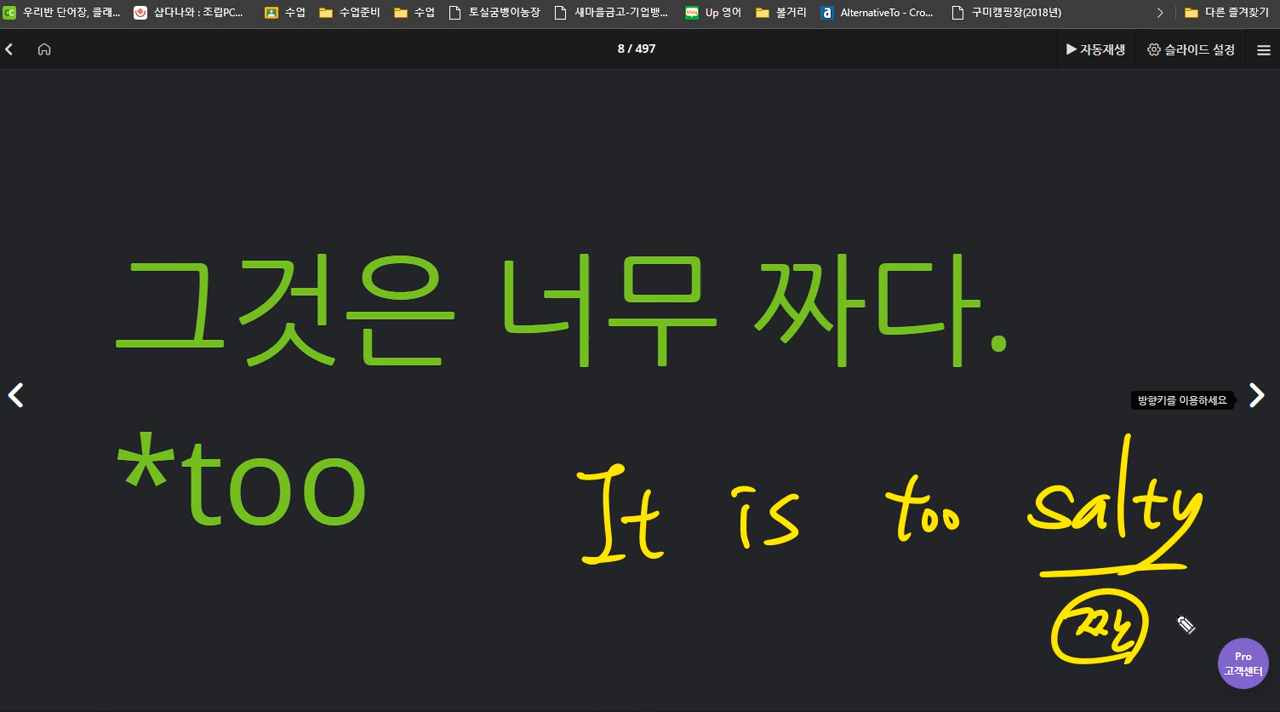 우리반 단어장, 클래... 샵다나와 : 조립PC... 수업 수업준비 수업 토실굼벵이농장 새마을금고-기업뱅... Up 영어 볼거리 AlternativeTo - Cro... 구미캠핑장(2018년) 다른 즐겨찾기
8 / 497 자동재생 슬라이드 설정
그것은 너무 짜다.
방향키를 이용하세요
*too
It is too salty
짠
Pro
고객센터